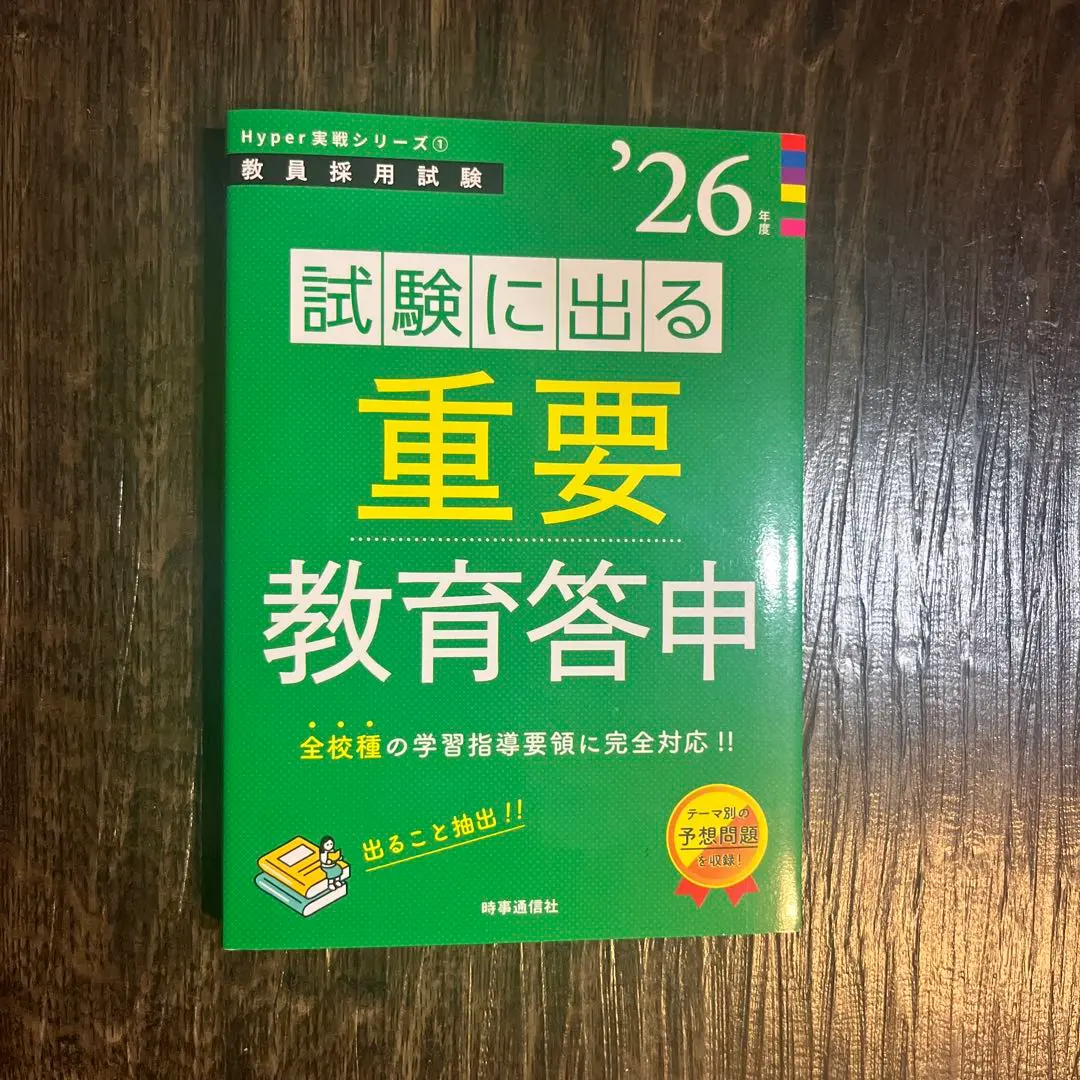 Hyper実戦シリーズ①
教員採用試験
’26年度
試験に出る
重要
教育答申
全校種の学習指導要領に完全対応!!
出ること抽出!!
テーマ別の
予想問題
を収録!
時事通信社